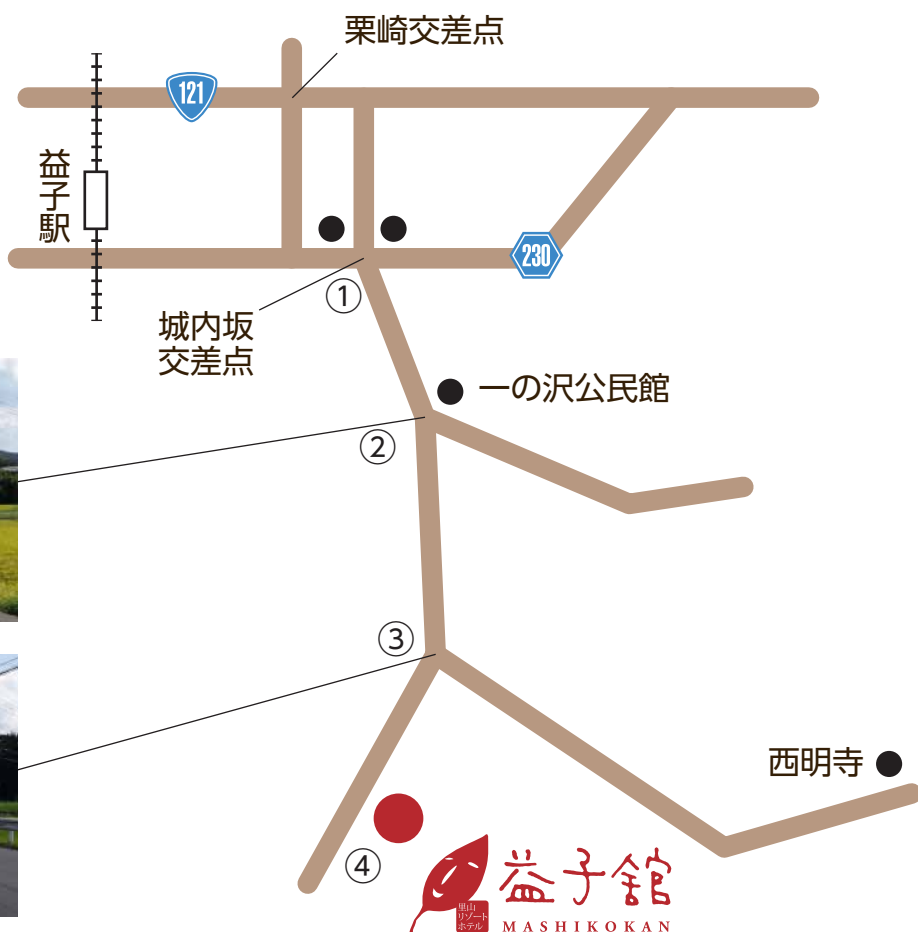 栗崎交差点
121
益子駅
230
①
城内坂
交差点
一の沢公民館
②
③
西明寺
④
益子舘
里山
リゾート
ホテル
MASHIKOKAN